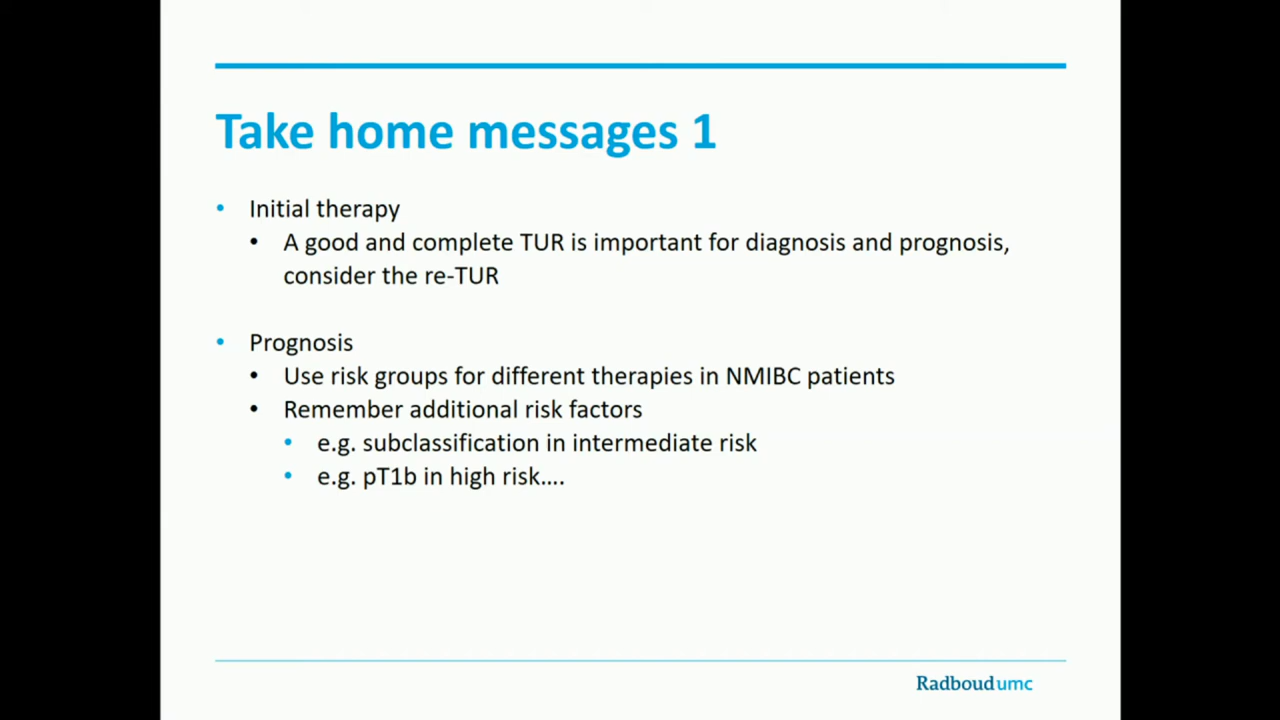 Take home messages 1
• Initial therapy
• A good and complete TUR is important for diagnosis and prognosis,
consider the re-TUR
• Prognosis
• Use risk groups for different therapies in NMIBC patients
• Remember additional risk factors
• e.g. subclassification in intermediate risk
• e.g. pT1b in high risk....
Radboudumc